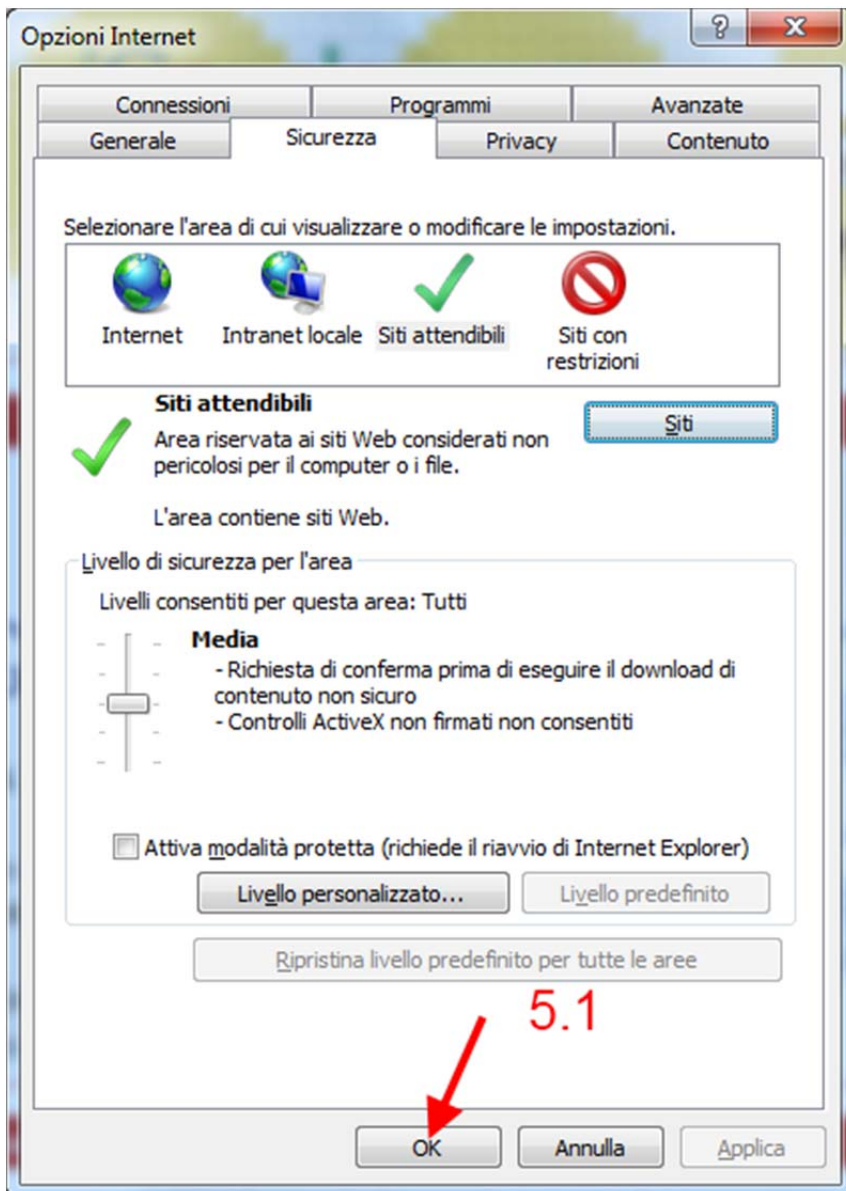 Opzioni Internet
?
X
Connessioni Programmi Avanzate
Generale Sicurezza Privacy Contenuto
Selezionare l'area di cui visualizzare o modificare le impostazioni.
Internet Intranet locale Siti attendibili Siti con
restrizioni
Siti attendibili
Siti
Area riservata ai siti Web considerati non
pericolosi per il computer o i file.
L'area contiene siti Web.
Livello di sicurezza per l'area
Livelli consentiti per questa area: Tutti
Media
- Richiesta di conferma prima di eseguire il download di
contenuto non sicuro
- Controlli ActiveX non firmati non consentiti
Attiva modalità protetta (richiede il riavvio di Internet Explorer)
Livello personalizzato... Livello predefinito
Ripristina livello predefinito per tutte le aree
5.1
OK Annulla Applica